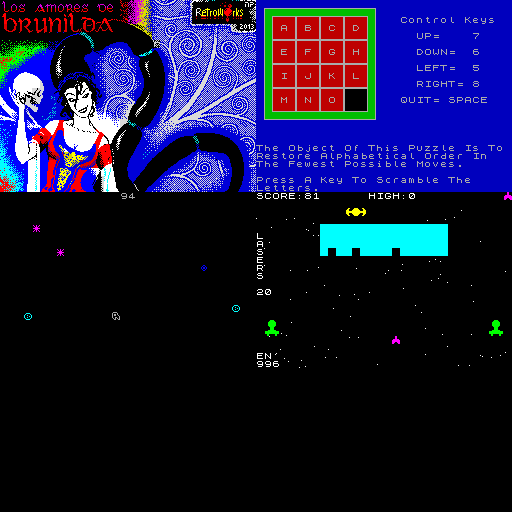 Los AMORES DE
BRUNILDA
RETROWORKS
© 2013
A B C D
E F G H
I J K L
M N O
Control Keys
UP= 7
DOWN= 6
LEFT= 5
RIGHT= 8
QUIT= SPACE
The Object Of This Puzzle Is To
Restore Alphabetical Order In
The Fewest Possible Moves.
Press A Key To Scramble The
Letters.
94
SCORE:81 HIGH:0
LASERS
20
EN'
996